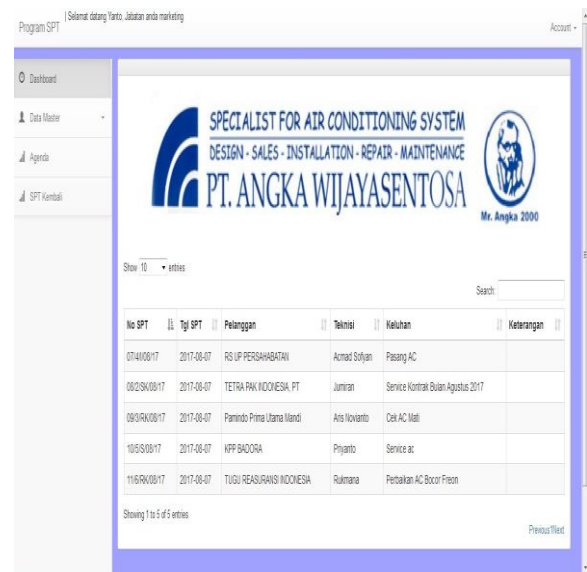 Program SPT | Selamat datang Yanto, Jabatan anda marketing
Account
Dashboard
Data Master
Agenda
SPT Kembali
SPECIALIST FOR AIR CONDITIONING SYSTEM
DESIGN - SALES - INSTALLATION - REPAIR - MAINTENANCE
PT. ANGKA WIJAYASENTOSA
Mr. Angka 2000
Show 10 entries
Search:
No SPT Tgl SPT Pelanggan Teknisi Keluhan Keterangan
07/4/I/08/17 2017-08-07 RS UP PERSAHABATAN Acmad Sofyan Pasang AC
08/2/SK/08/17 2017-08-07 TETRA PAK INDONESIA, PT Jumiran Service Kontrak Bulan Agustus 2017
09/3/RK/08/17 2017-08-07 Pamindo Prima Utama Mandi Aris Novianto Cek AC Mati
10/5/S/08/17 2017-08-07 KPP BADORA Priyanto Service ac
11/6/RK/08/17 2017-08-07 TUGU REASURANSI INDONESIA Rukmana Perbaikan AC Bocor Freon
Showing 1 to 5 of 5 entries
Previous1Next